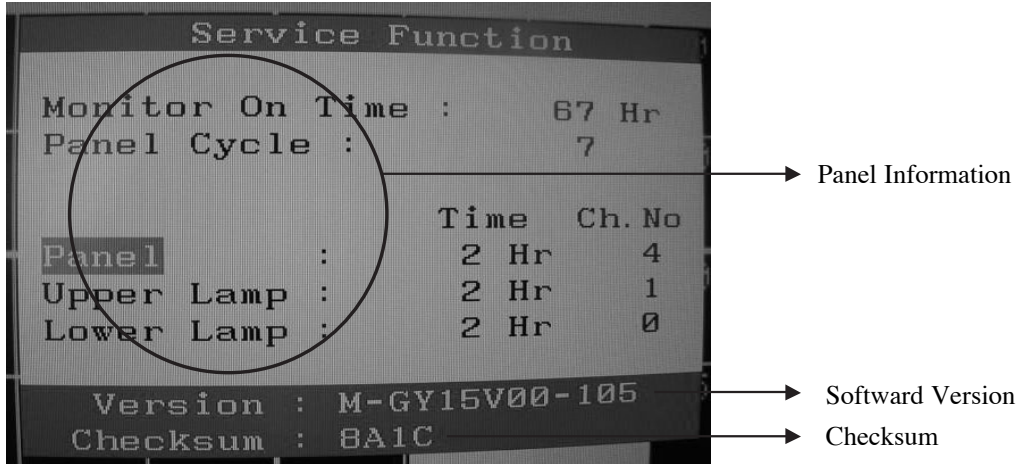 Service Function
Monitor On Time : 67 Hr
Panel Cycle : 7
Panel Information
Time Ch. No
Panel : 2 Hr 4
Upper Lamp : 2 Hr 1
Lower Lamp : 2 Hr 0
Version : M-GY15V00-105
Softward Version
Checksum : 8A1C
Checksum